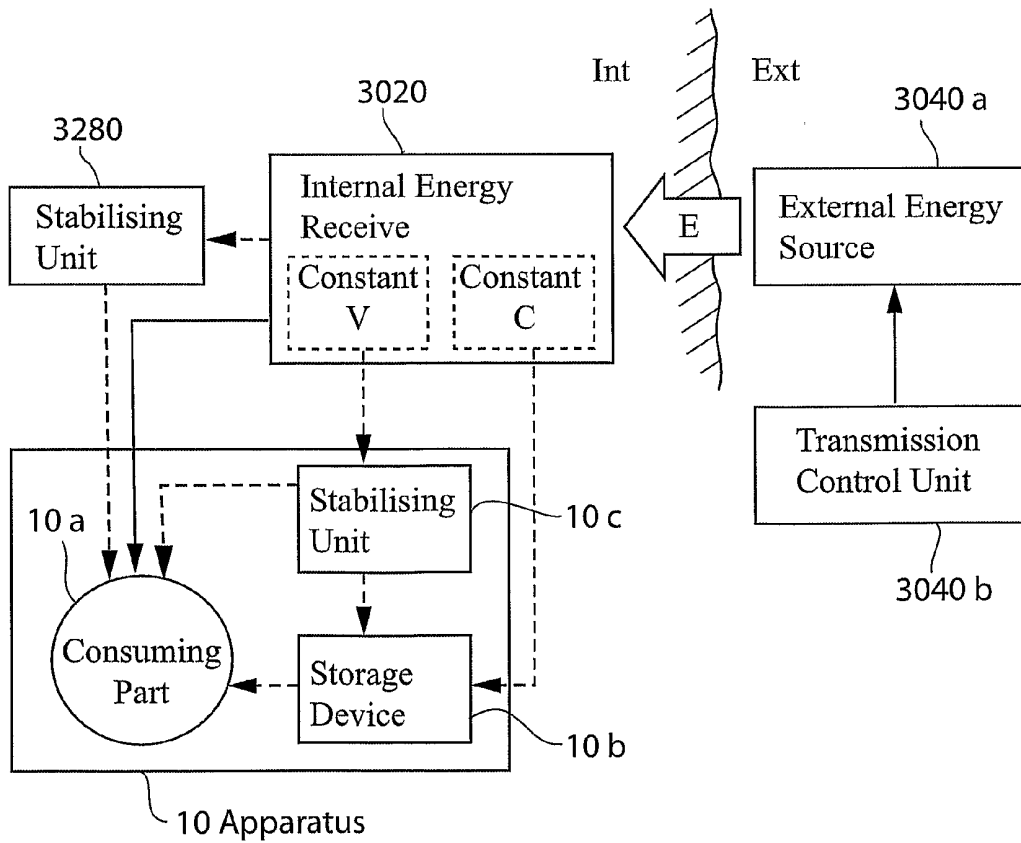 Int
Ext
3280
3020
3040 a
Stabilising
Unit
Internal Energy
Receive
Constant
V
Constant
C
E
External Energy
Source
Transmission
Control Unit
3040 b
10 a
Stabilising
Unit
10 c
Consuming
Part
Storage
Device
10 b
10 Apparatus